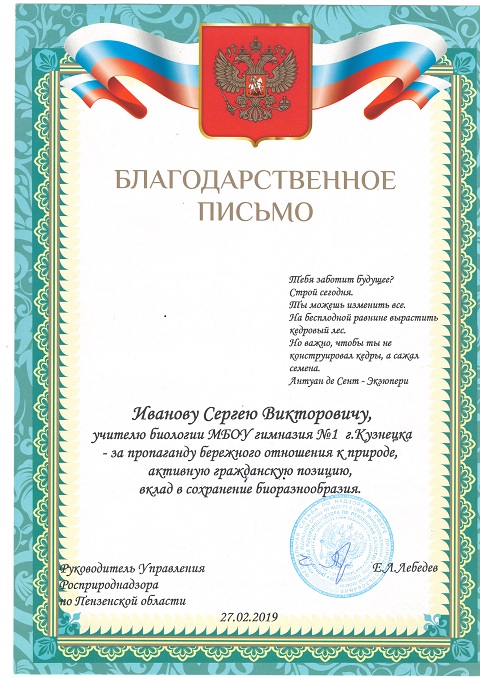 БЛАГОДАРСТВЕННОЕ
ПИСЬМО
Тебя заботит будущее?
Строй сегодня.
Ты можешь изменить все.
На бесплодной равнине вырастить
кедровый лес.
Но важно, чтобы ты не
конструировал кедры, а сажал
семена.
Антуан де Сент - Экзюпери
Иванову Сергею Викторовичу,
учителю биологии МБОУ гимназия №1 г.Кузнецка
- за пропаганду бережного отношения к природе,
активную гражданскую позицию,
вклад в сохранение биоразнообразия.
Руководитель Управления
Росприроднадзора
по Пензенской области
Е.Л.Лебедев
27.02.2019